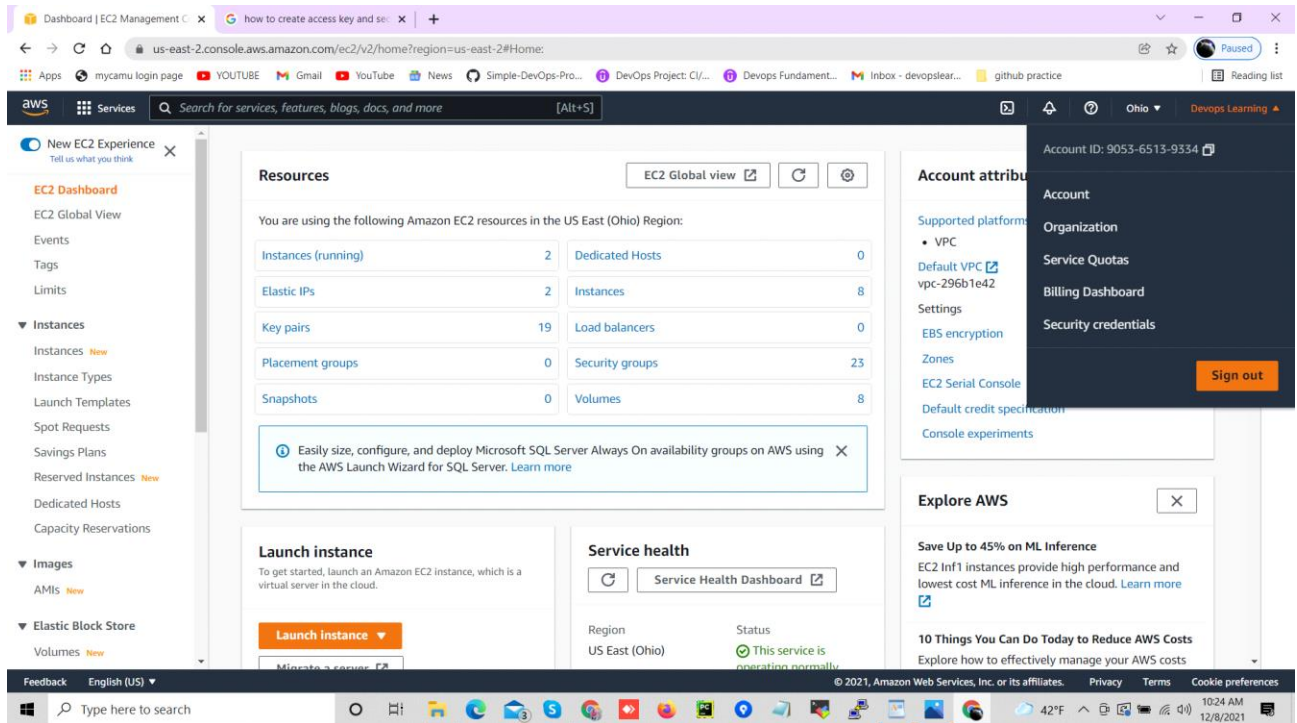 Dashboard | EC2 Management C
how to create access key and sec
us-east-2.console.aws.amazon.com/ec2/v2/home?region=us-east-2#Home:
Paused
Apps
mycamu login page
YOUTUBE
Gmail
YouTube
News
Simple-DevOps-Pro...
DevOps Project: CI/...
Devops Fundament...
Inbox - devopslear...
github practice
Reading list
aws
Services
Search for services, features, blogs, docs, and more
[Alt+S]
Ohio
Devops Learning
New EC2 Experience
Tell us what you think
EC2 Dashboard
EC2 Global View
Events
Tags
Limits
Instances
Instances New
Instance Types
Launch Templates
Spot Requests
Savings Plans
Reserved Instances New
Dedicated Hosts
Capacity Reservations
Images
AMIs New
Elastic Block Store
Volumes New
Resources
EC2 Global view
You are using the following Amazon EC2 resources in the US East (Ohio) Region:
Instances (running) 2
Dedicated Hosts 0
Elastic IPs 2
Instances 8
Key pairs 19
Load balancers 0
Placement groups 0
Security groups 23
Snapshots 0
Volumes 8
Easily size, configure, and deploy Microsoft SQL Server Always On availability groups on AWS using
the AWS Launch Wizard for SQL Server. Learn more
Launch instance
To get started, launch an Amazon EC2 instance, which is a
virtual server in the cloud.
Launch instance
Migrate a server
Service health
Service Health Dashboard
Region
US East (Ohio)
Status
This service is
operating normally
Account attribu
Supported platforms
• VPC
Default VPC
vpc-296b1e42
Settings
EBS encryption
Zones
EC2 Serial Console
Default credit specification
Console experiments
Account ID: 9053-6513-9334
Account
Organization
Service Quotas
Billing Dashboard
Security credentials
Sign out
Explore AWS
Save Up to 45% on ML Inference
EC2 Inf1 instances provide high performance and
lowest cost ML inference in the cloud. Learn more
10 Things You Can Do Today to Reduce AWS Costs
Explore how to effectively manage your AWS costs
Feedback
English (US)
© 2021, Amazon Web Services, Inc. or its affiliates.
Privacy
Terms
Cookie preferences
Type here to search
42°F
10:24 AM
12/8/2021